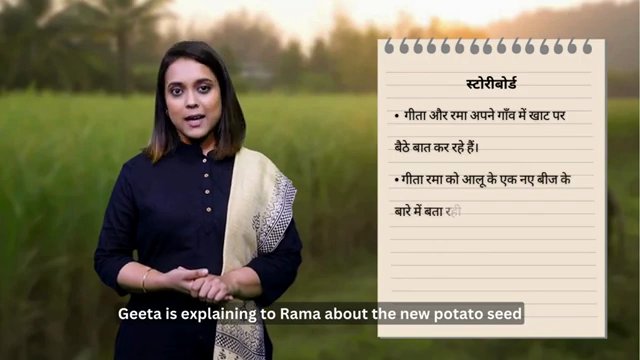 स्टोरीबोर्ड
• गीता और रमा अपने गाँव में खाट पर
बैठे बात कर रहे हैं।
• गीता रमा को आलू के एक नए बीज के
बारे में बता रही
Geeta is explaining to Rama about the new potato seed